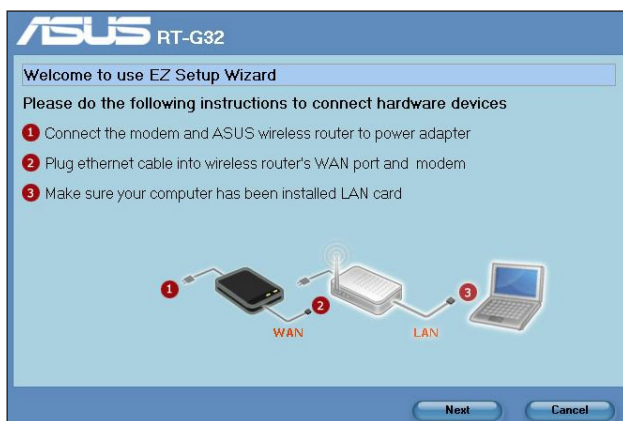 ASUS RT-G32
Welcome to use EZ Setup Wizard
Please do the following instructions to connect hardware devices
1 Connect the modem and ASUS wireless router to power adapter
2 Plug ethernet cable into wireless router's WAN port and modem
3 Make sure your computer has been installed LAN card
1
2
3
WAN
LAN
Next
Cancel